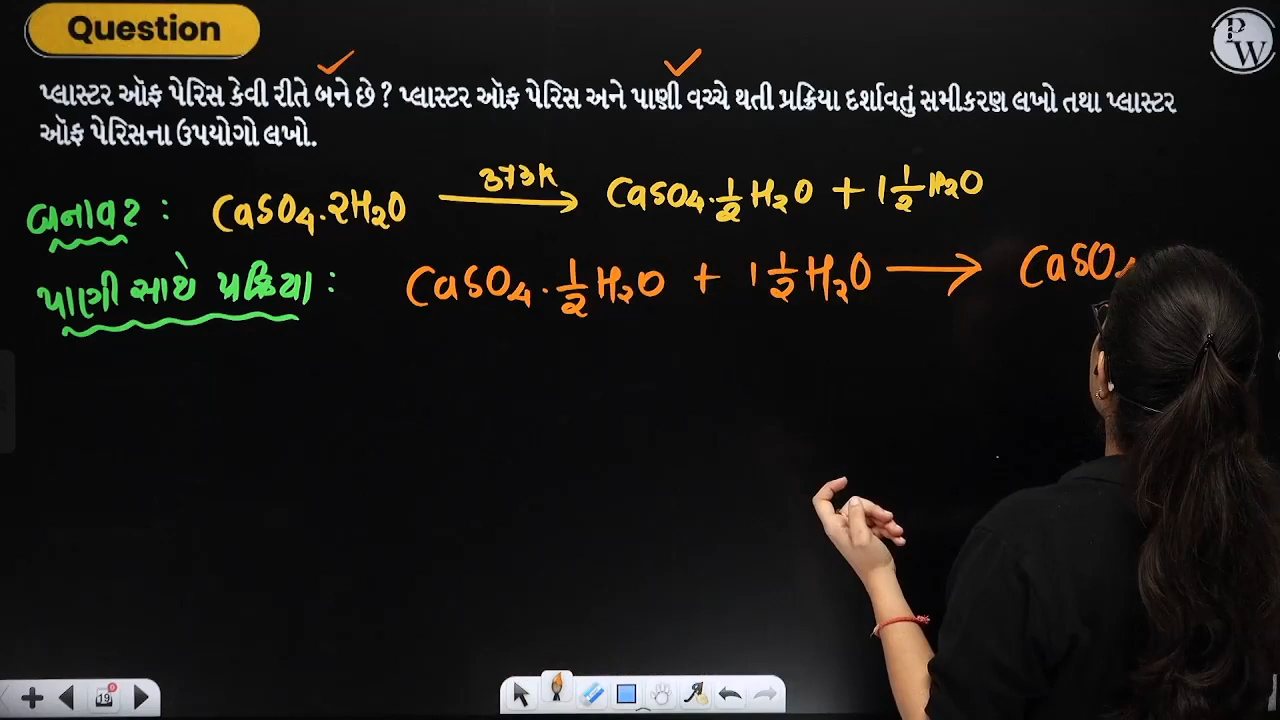 Question
PW
પ્લાસ્ટર ઑફ પેરિસ કેવી રીતે બને છે ? પ્લાસ્ટર ઑફ પેરિસ અને પાણી વચ્ચે થતી પ્રક્રિયા દર્શાવતું સમીકરણ લખો તથા પ્લાસ્ટર
ઑફ પેરિસના ઉપયોગો લખો.
બનાવટ : CaSO₄·2H₂O ⟶ 373K CaSO₄·½H₂O + 1½H₂O
પાણી સાથે પ્રક્રિયા : CaSO₄·½H₂O + 1½H₂O ⟶ CaSO₄
19